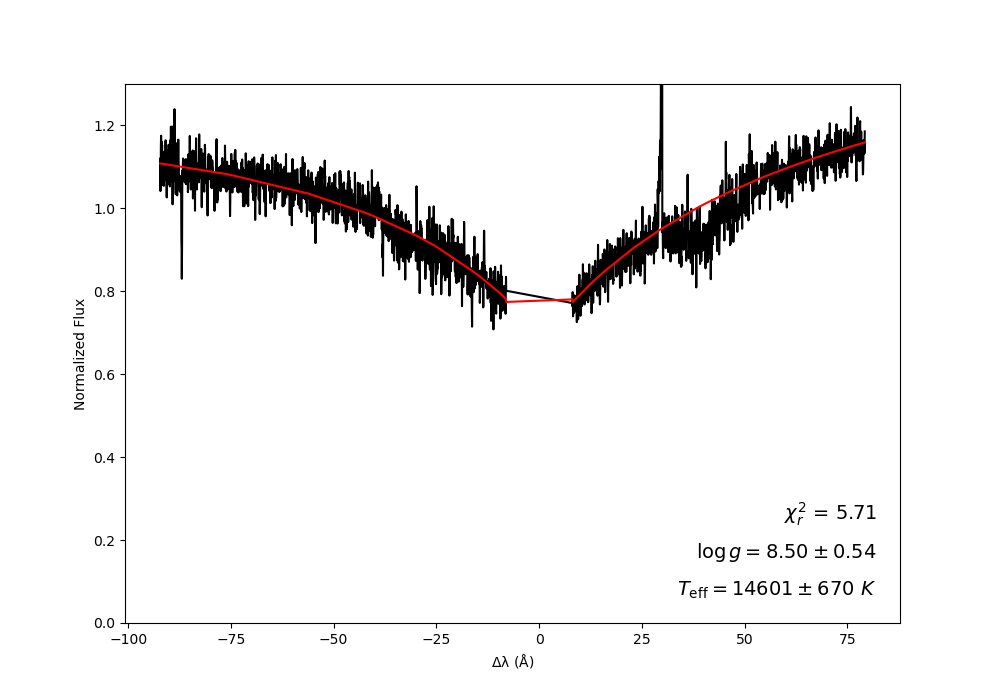 1.2
1.0
0.8
0.6
0.4
0.2
0.0
Normalized Flux
χ²ᵣ = 5.71
log g = 8.50 ± 0.54
T_eff = 14601 ± 670 K
−100 −75 −50 −25 0 25 50 75
Δλ (Å)